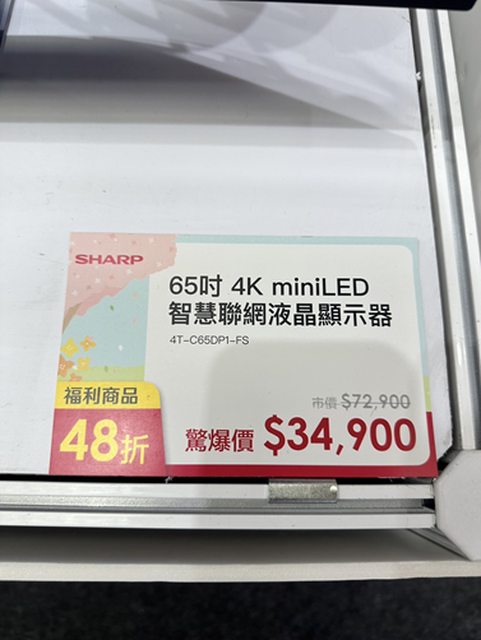 SHARP
65吋 4K miniLED
智慧聯網液晶顯示器
4T-C65DP1-FS
福利商品
48折
市價 $72,900
驚爆價 $34,900